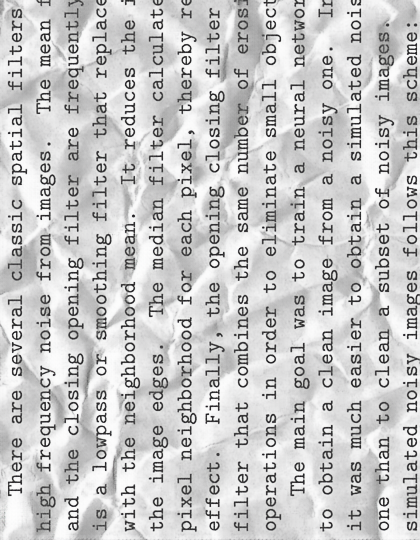 There are several classic spatial filters
high frequency noise from images. The mean f
and the closing opening filter are frequently
is a lowpass or smoothing filter that replace
with the neighborhood mean. It reduces the i
the image edges. The median filter calculate
pixel neighborhood for each pixel, thereby re
effect. Finally, the opening closing filter
filter that combines the same number of erosi
operations in order to eliminate small object
The main goal was to train a neural networ
to obtain a clean image from a noisy one. In
it was much easier to obtain a simulated nois
one than to clean a subset of noisy images.
simulated noisy images follows this scheme: